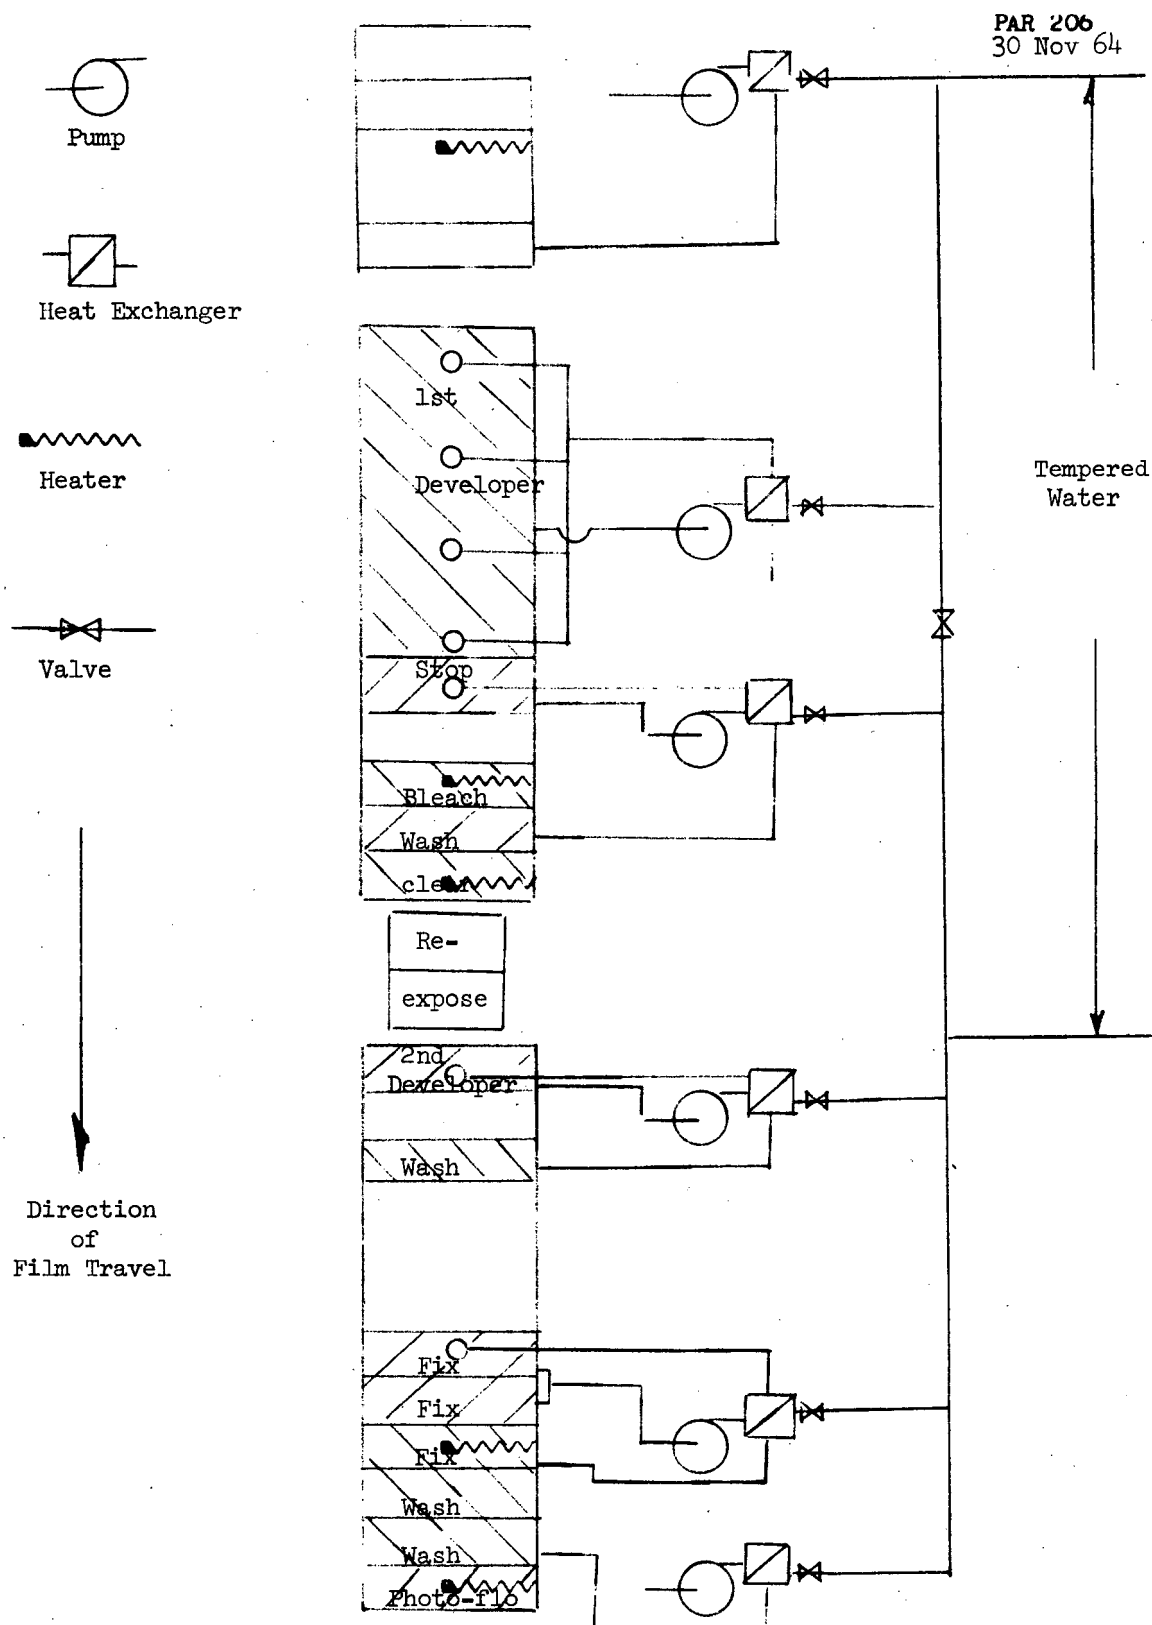 PAR 206
30 Nov 64
Pump
Heat Exchanger
Heater
Valve
Direction
of
Film Travel
1st
Developer
Stop
Bleach
Wash
clear
Re-
expose
2nd
Developer
Wash
Fix
Fix
Fix
Wash
Wash
Photo-flo
Tempered
Water